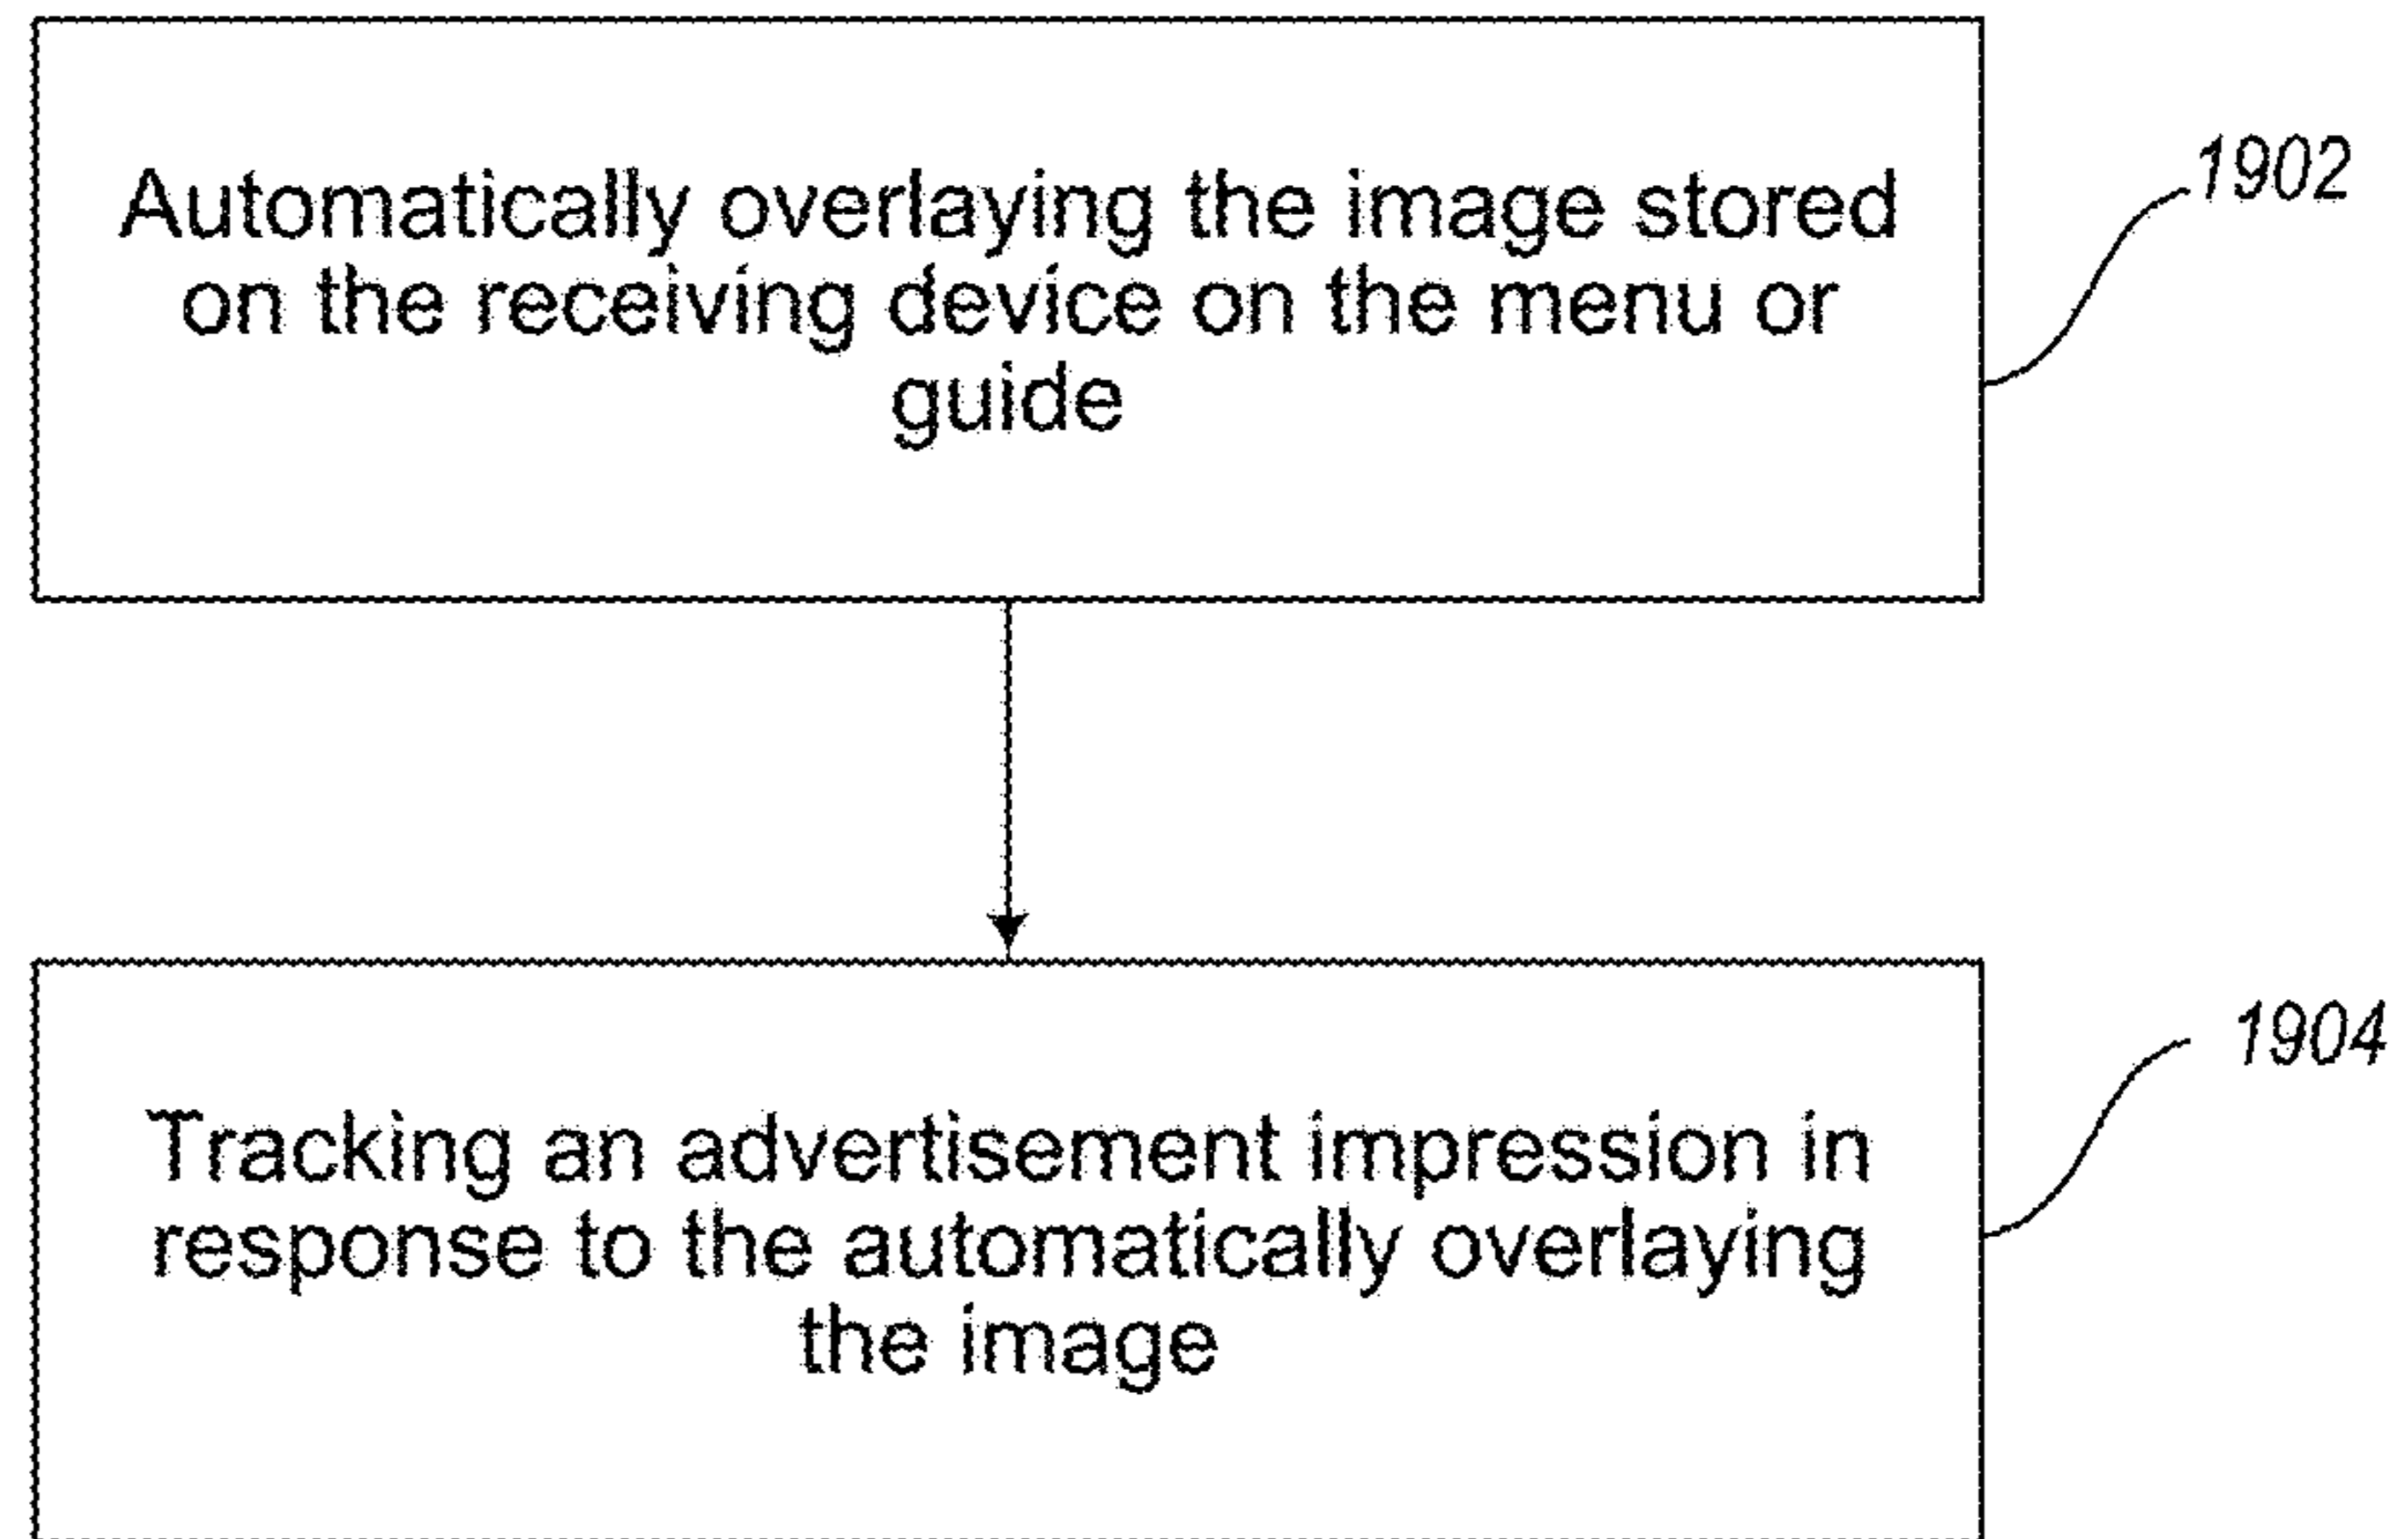 Automatically overlaying the image stored
on the receiving device on the menu or
guide
1902
Tracking an advertisement impression in
response to the automatically overlaying
the image
1904